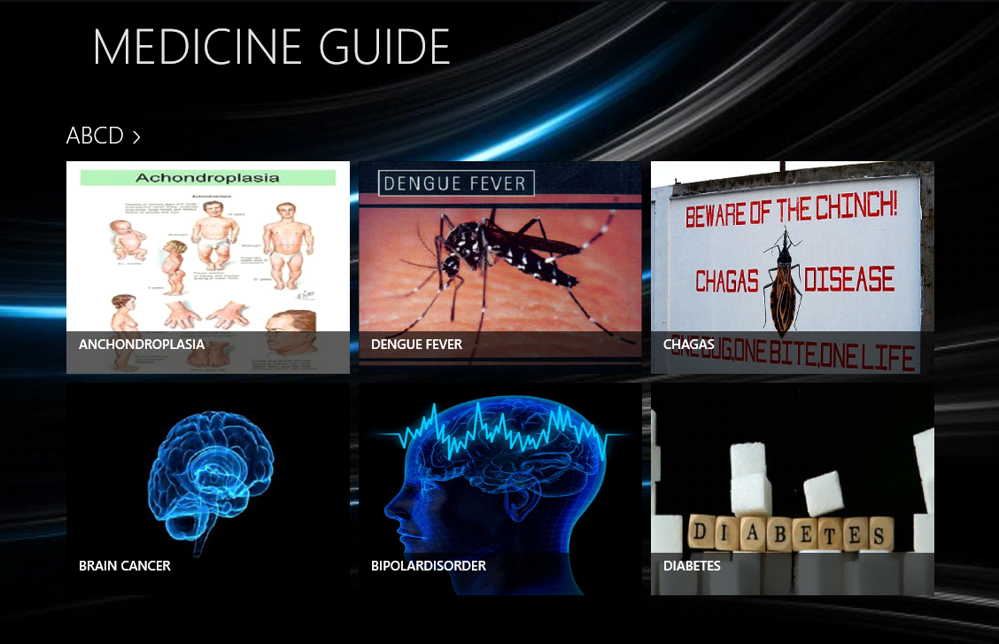 MEDICINE GUIDE
ABCD
Achondroplasia
Achondroplasia
ANCHONDROPLASIA
DENGUE FEVER
DENGUE FEVER
BEWARE OF THE CHINCH!
CHAGAS DISEASE
ONE BUG, ONE BITE, ONE LIFE
CHAGAS
BRAIN CANCER
BIPOLARDISORDER
DIABETES
DIABETES